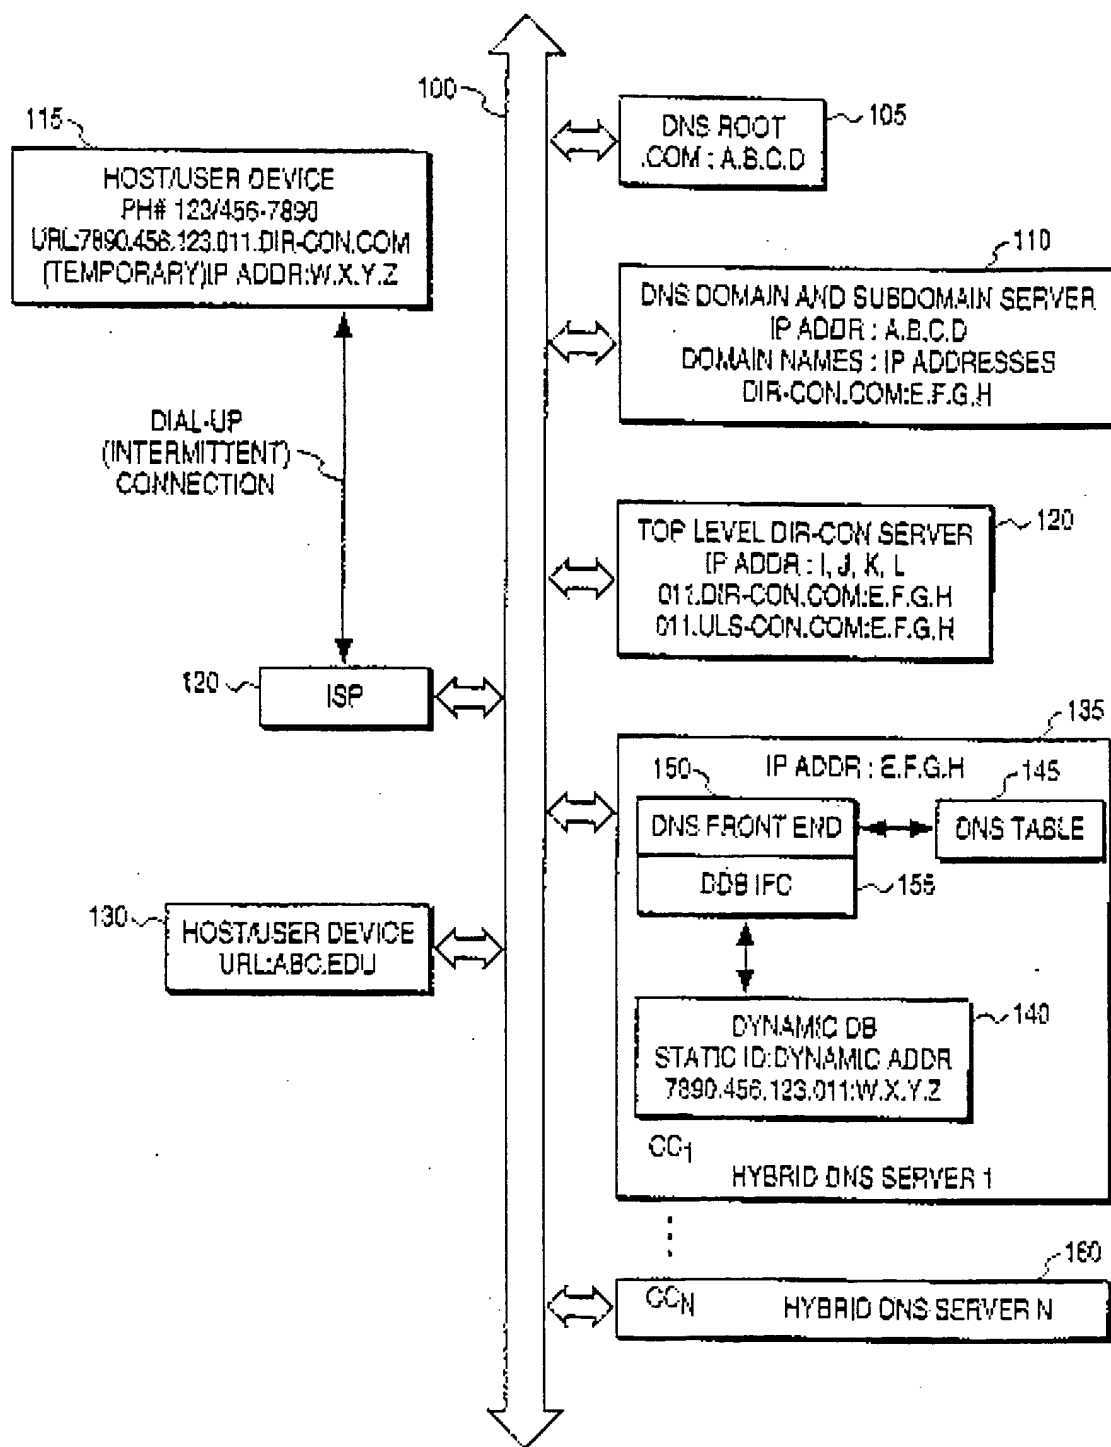 100
115
HOST/USER DEVICE
PH# 123/456-7890
URL:7890.456.123.011.DIR-CON.COM
(TEMPORARY)IP ADDR:W.X.Y.Z
DIAL-UP
(INTERMITTENT)
CONNECTION
120
ISP
130
HOST/USER DEVICE
URL:ABC.EDU
105
DNS ROOT
.COM : A.B.C.D
110
DNS DOMAIN AND SUBDOMAIN SERVER
IP ADDR : A.B.C.D
DOMAIN NAMES : IP ADDRESSES
DIR-CON.COM:E.F.G.H
120
TOP LEVEL DIR-CON SERVER
IP ADDR : I, J, K, L
011.DIR-CON.COM:E.F.G.H
011.ULS-CON.COM:E.F.G.H
135
IP ADDR : E.F.G.H
150
145
DNS FRONT END
DNS TABLE
DDB IFC
155
140
DYNAMIC DB
STATIC ID:DYNAMIC ADDR
7890.456.123.011:W.X.Y.Z
CC1
HYBRID DNS SERVER 1
160
CCN
HYBRID DNS SERVER N